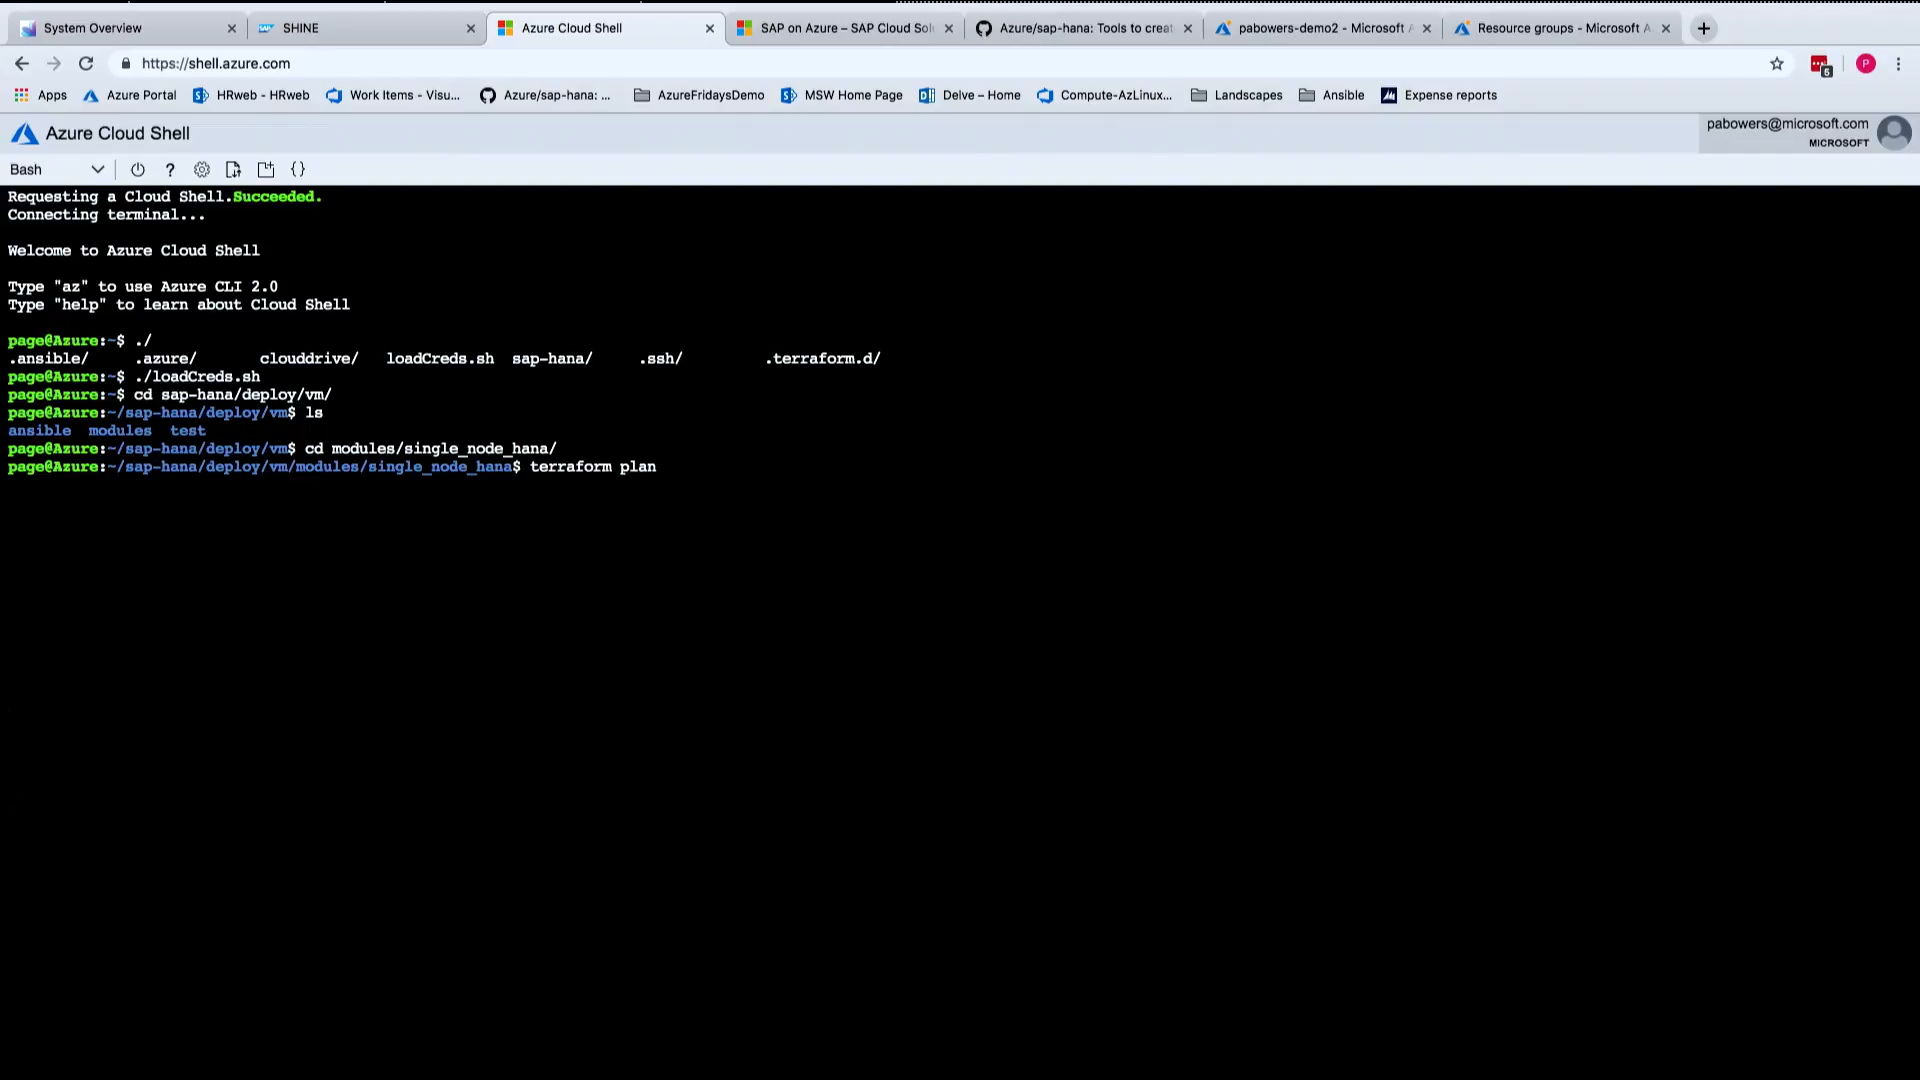 System Overview
SHINE
Azure Cloud Shell
SAP on Azure – SAP Cloud Sol
Azure/sap-hana: Tools to creat
pabowers-demo2 - Microsoft A
Resource groups - Microsoft A
https://shell.azure.com
5
P
Apps
Azure Portal
HRweb - HRweb
Work Items - Visu...
Azure/sap-hana: ...
AzureFridaysDemo
MSW Home Page
Delve – Home
Compute-AzLinux...
Landscapes
Ansible
Expense reports
Azure Cloud Shell
pabowers@microsoft.com
MICROSOFT
Bash
? {}
Requesting a Cloud Shell.Succeeded.
Connecting terminal...
Welcome to Azure Cloud Shell
Type "az" to use Azure CLI 2.0
Type "help" to learn about Cloud Shell
page@Azure:~$ ./
.ansible/ .azure/ clouddrive/ loadCreds.sh sap-hana/ .ssh/ .terraform.d/
page@Azure:~$ ./loadCreds.sh
page@Azure:~$ cd sap-hana/deploy/vm/
page@Azure:~/sap-hana/deploy/vm$ ls
ansible modules test
page@Azure:~/sap-hana/deploy/vm$ cd modules/single_node_hana/
page@Azure:~/sap-hana/deploy/vm/modules/single_node_hana$ terraform plan